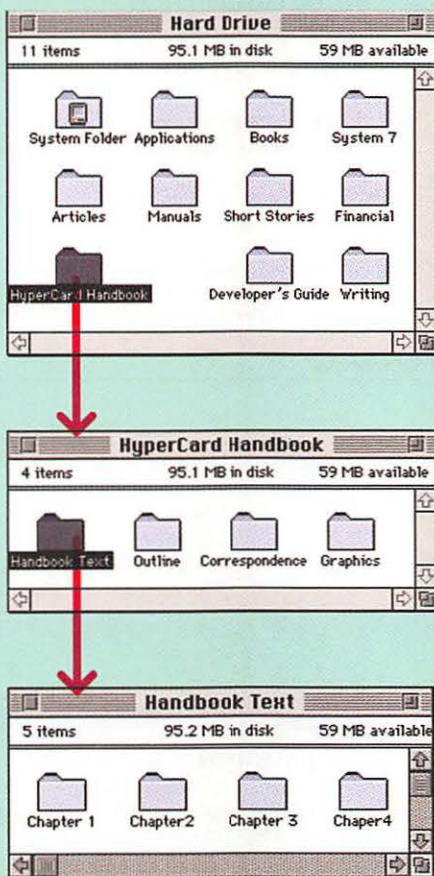 Hard Drive
11 items 95.1 MB in disk 59 MB available
System Folder Applications Books System 7
Articles Manuals Short Stories Financial
HyperCard Handbook Developer's Guide Writing
HyperCard Handbook
4 items 95.1 MB in disk 59 MB available
Handbook Text Outline Correspondence Graphics
Handbook Text
5 items 95.2 MB in disk 59 MB available
Chapter 1 Chapter2 Chapter 3 Chaper4